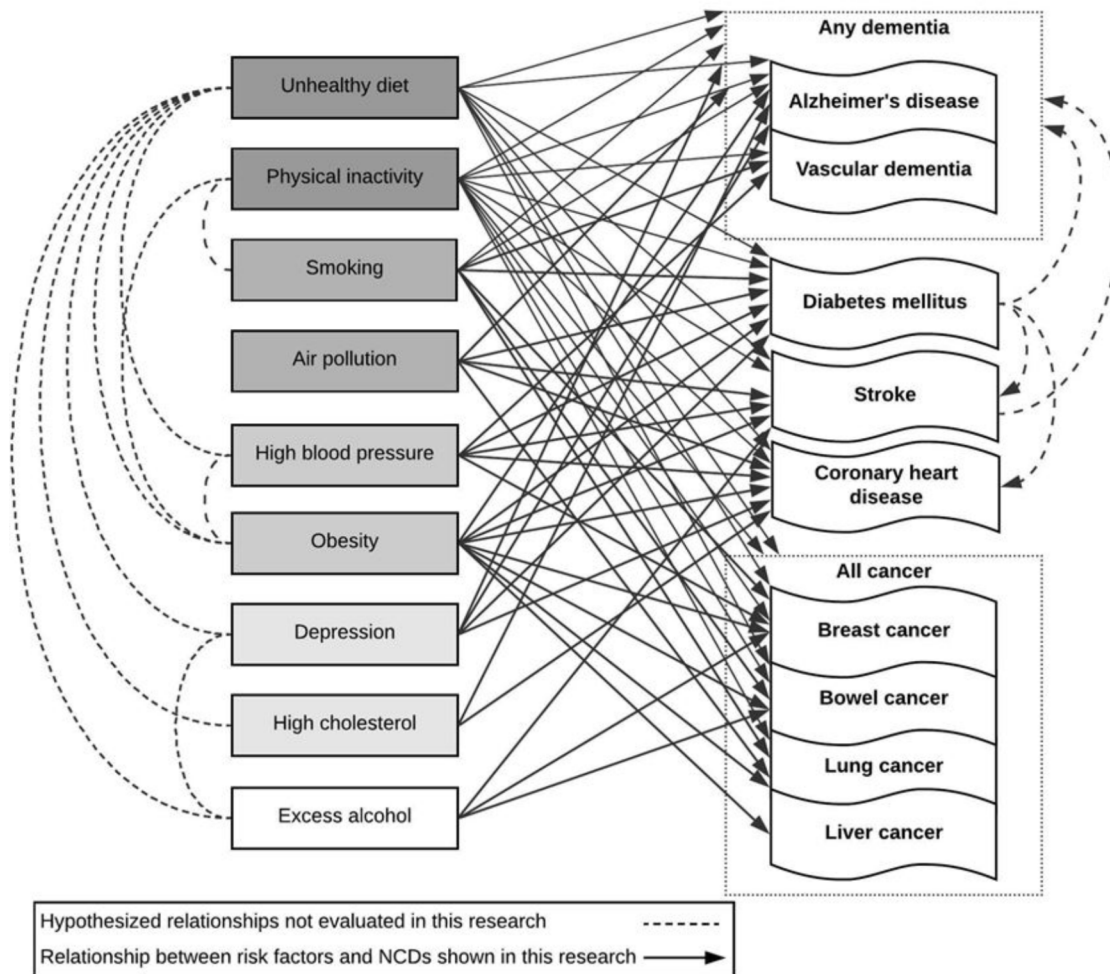 Any dementia
Unhealthy diet
Alzheimer's disease
Physical inactivity
Vascular dementia
Smoking
Diabetes mellitus
Air pollution
Stroke
High blood pressure
Coronary heart
disease
Obesity
All cancer
Depression
Breast cancer
Bowel cancer
High cholesterol
Lung cancer
Excess alcohol
Liver cancer
Hypothesized relationships not evaluated in this research
Relationship between risk factors and NCDs shown in this research